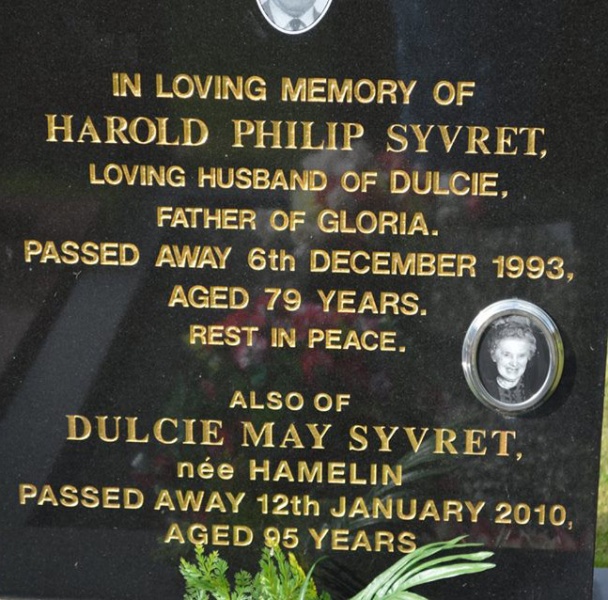 IN LOVING MEMORY OF
HAROLD PHILIP SYVRET,
LOVING HUSBAND OF DULCIE,
FATHER OF GLORIA.
PASSED AWAY 6th DECEMBER 1993,
AGED 79 YEARS.
REST IN PEACE.
ALSO OF
DULCIE MAY SYVRET,
née HAMELIN
PASSED AWAY 12th JANUARY 2010,
AGED 95 YEARS